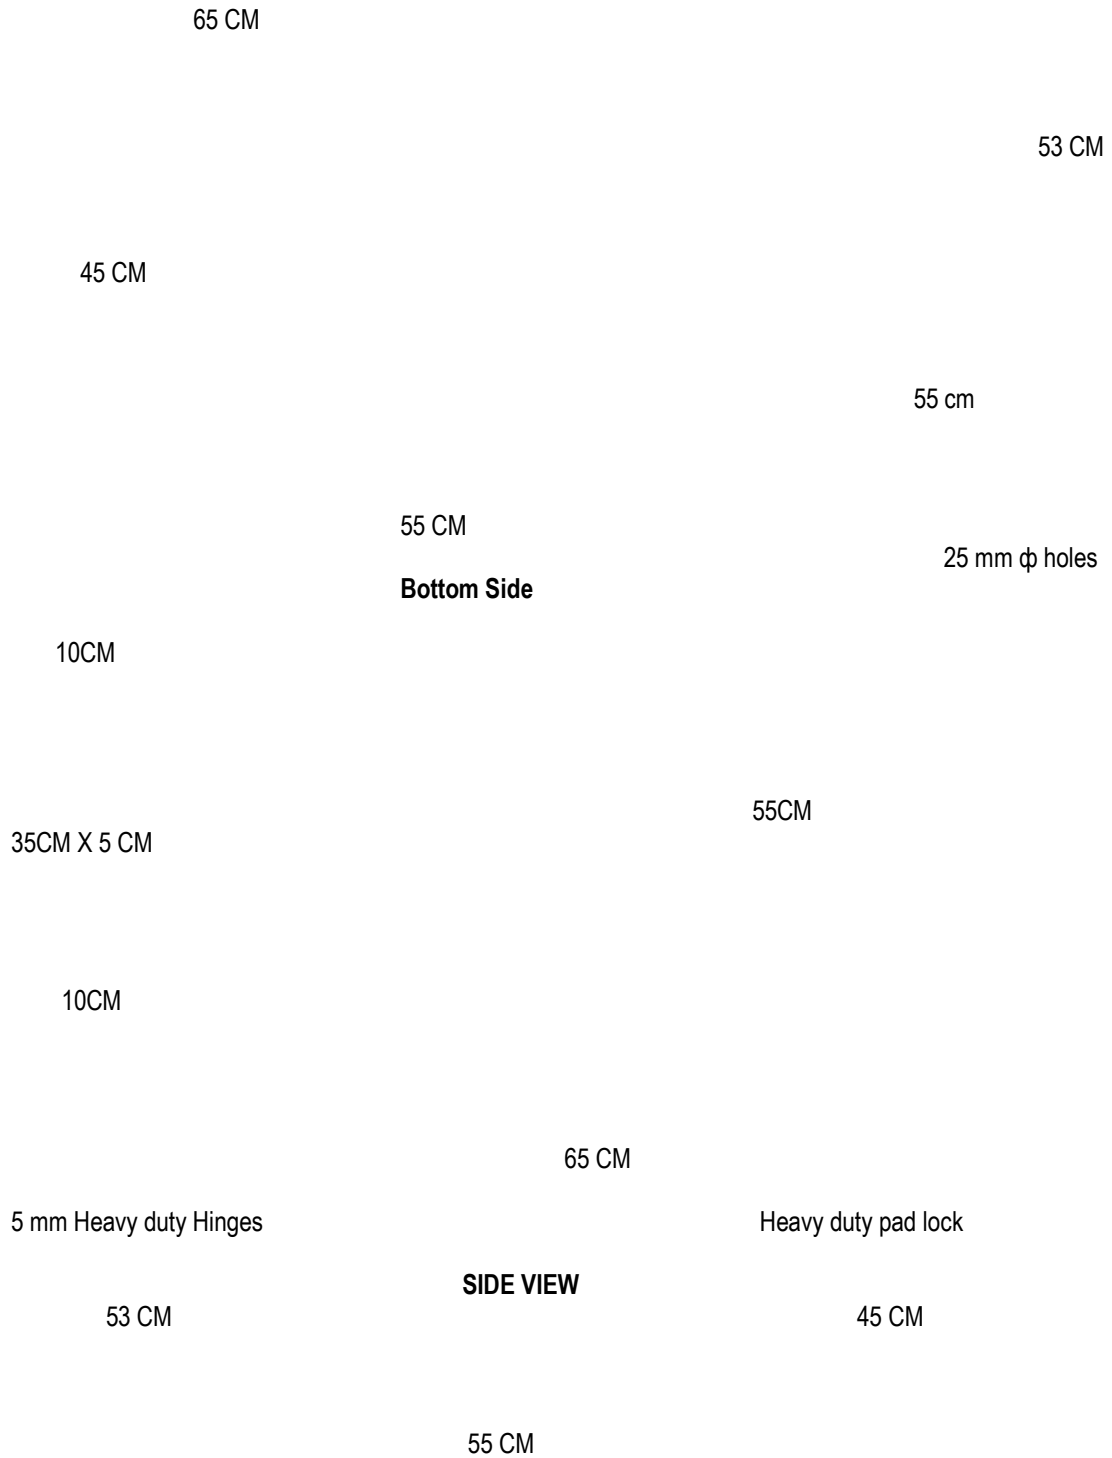 65 CM
53 CM
45 CM
55 cm
55 CM
25 mm ф holes
Bottom Side
10CM
55CM
35CM X 5 CM
10CM
65 CM
5 mm Heavy duty Hinges Heavy duty pad lock
SIDE VIEW
53 CM 45 CM
55 CM